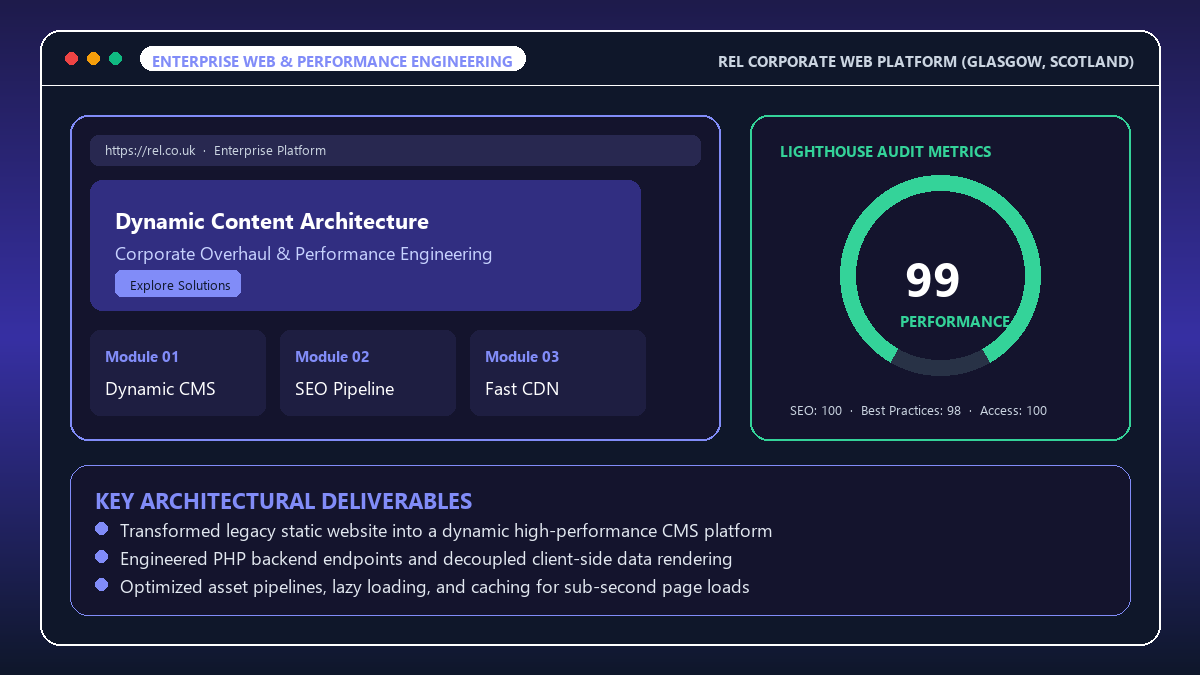 ENTERPRISE WEB & PERFORMANCE ENGINEERING
REL CORPORATE WEB PLATFORM (GLASGOW, SCOTLAND)
https://rel.co.uk · Enterprise Platform
Dynamic Content Architecture
Corporate Overhaul & Performance Engineering
Explore Solutions
Module 01
Dynamic CMS
Module 02
SEO Pipeline
Module 03
Fast CDN
LIGHTHOUSE AUDIT METRICS
99
PERFORMANCE
SEO: 100 · Best Practices: 98 · Access: 100
KEY ARCHITECTURAL DELIVERABLES
Transformed legacy static website into a dynamic high-performance CMS platform
Engineered PHP backend endpoints and decoupled client-side data rendering
Optimized asset pipelines, lazy loading, and caching for sub-second page loads